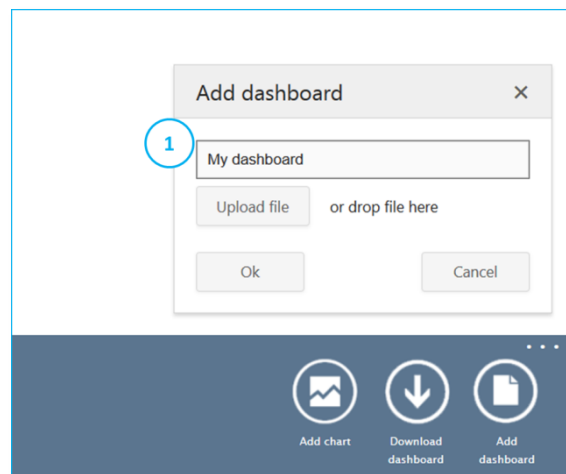 Add dashboard
1
My dashboard
Upload file or drop file here
Ok Cancel
Add chart Download dashboard Add dashboard